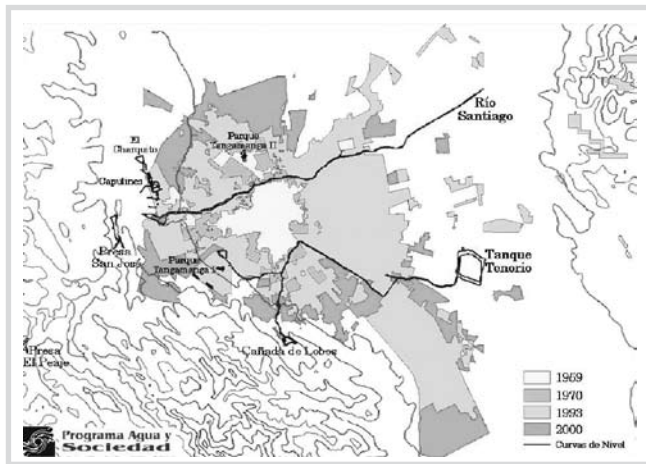 Río
Santiago
Parque
Tangamanga II
El
Charquito
Capulines
Presa
San José
Parque
Tangamanga I
Tanque
Tenorio
Cañada de Lobos
Presa
El Peaje
1959
1970
1993
2000
Curvas de Nivel
Programa Agua y
Sociedad